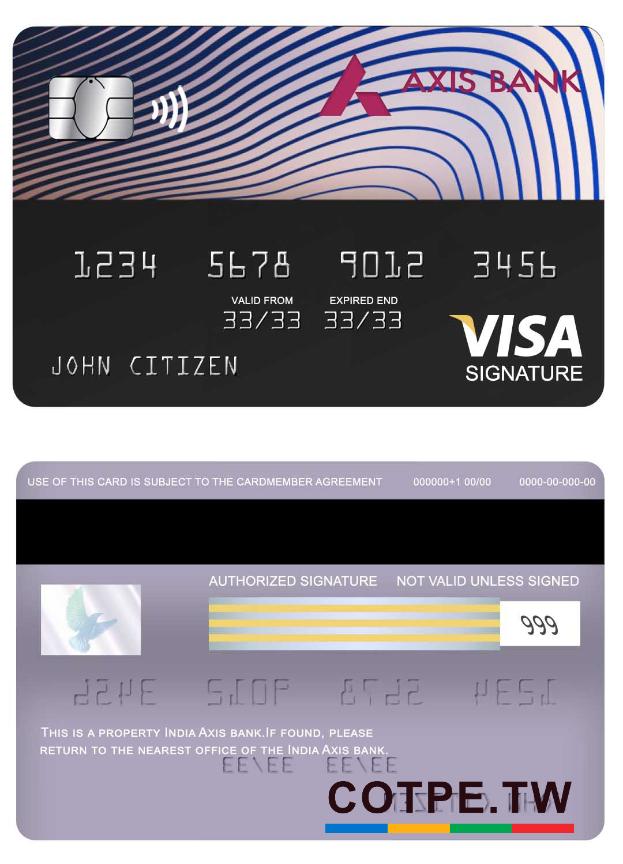 AXIS BANK
1234 5678 9012 3456
VALID FROM EXPIRED END
33/33 33/33
VISA
JOHN CITIZEN
SIGNATURE
USE OF THIS CARD IS SUBJECT TO THE CARDMEMBER AGREEMENT 000000+1 00/00 0000-00-000-00
AUTHORIZED SIGNATURE NOT VALID UNLESS SIGNED
999
THIS IS A PROPERTY INDIA AXIS BANK.IF FOUND, PLEASE
RETURN TO THE NEAREST OFFICE OF THE INDIA AXIS BANK.
COTPE.TW